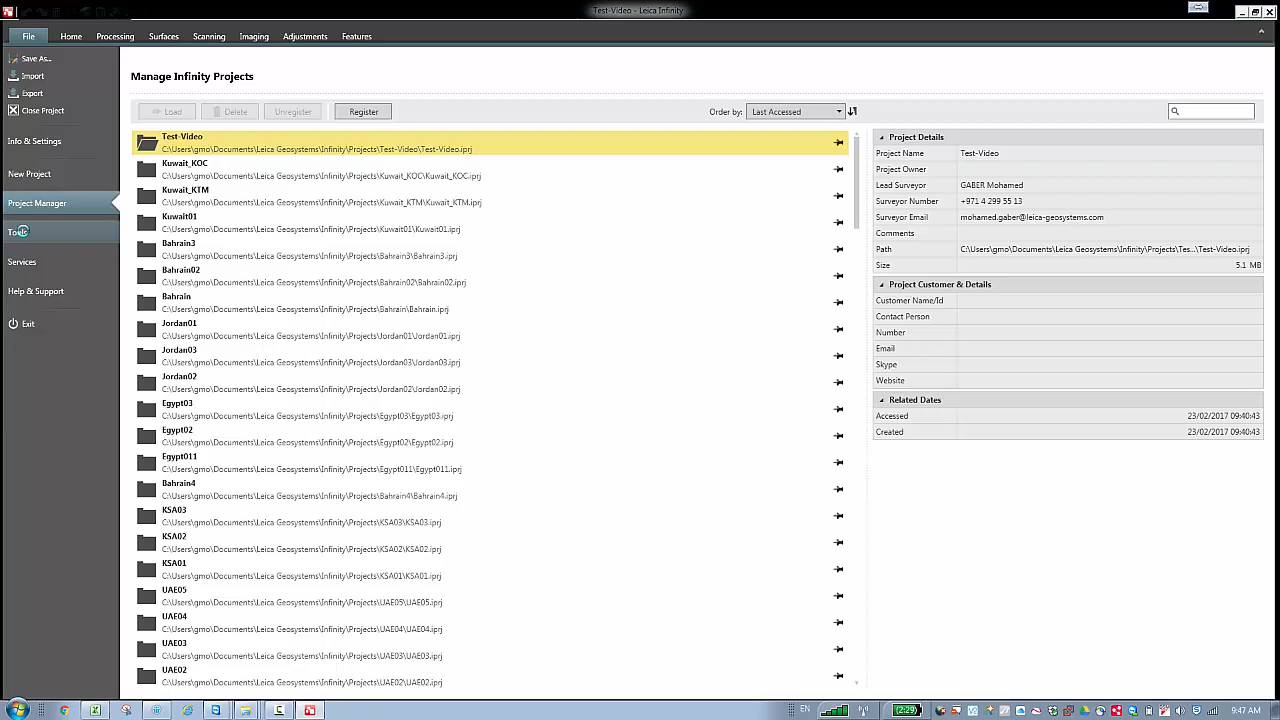 Test-Video - Leica Infinity
File Home Processing Surfaces Scanning Imaging Adjustments Features
Save As...
Import
Export
Close Project
Info & Settings
New Project
Project Manager
Tools
Services
Help & Support
Exit
Manage Infinity Projects
Load Delete Unregister Register Order by: Last Accessed
Test-Video
C:\Users\gmo\Documents\Leica Geosystems\Infinity\Projects\Test-Video\Test-Video.iprj
Kuwait_KOC
C:\Users\gmo\Documents\Leica Geosystems\Infinity\Projects\Kuwait_KOC\Kuwait_KOC.iprj
Kuwait_KTM
C:\Users\gmo\Documents\Leica Geosystems\Infinity\Projects\Kuwait_KTM\Kuwait_KTM.iprj
Kuwait01
C:\Users\gmo\Documents\Leica Geosystems\Infinity\Projects\Kuwait01\Kuwait01.iprj
Bahrain3
C:\Users\gmo\Documents\Leica Geosystems\Infinity\Projects\Bahrain3\Bahrain3.iprj
Bahrain02
C:\Users\gmo\Documents\Leica Geosystems\Infinity\Projects\Bahrain02\Bahrain02.iprj
Bahrain
C:\Users\gmo\Documents\Leica Geosystems\Infinity\Projects\Bahrain\Bahrain.iprj
Jordan01
C:\Users\gmo\Documents\Leica Geosystems\Infinity\Projects\Jordan01\Jordan01.iprj
Jordan03
C:\Users\gmo\Documents\Leica Geosystems\Infinity\Projects\Jordan03\Jordan03.iprj
Jordan02
C:\Users\gmo\Documents\Leica Geosystems\Infinity\Projects\Jordan02\Jordan02.iprj
Egypt03
C:\Users\gmo\Documents\Leica Geosystems\Infinity\Projects\Egypt03\Egypt03.iprj
Egypt02
C:\Users\gmo\Documents\Leica Geosystems\Infinity\Projects\Egypt02\Egypt02.iprj
Egypt011
C:\Users\gmo\Documents\Leica Geosystems\Infinity\Projects\Egypt011\Egypt011.iprj
Bahrain4
C:\Users\gmo\Documents\Leica Geosystems\Infinity\Projects\Bahrain4\Bahrain4.iprj
KSA03
C:\Users\gmo\Documents\Leica Geosystems\Infinity\Projects\KSA03\KSA03.iprj
KSA02
C:\Users\gmo\Documents\Leica Geosystems\Infinity\Projects\KSA02\KSA02.iprj
KSA01
C:\Users\gmo\Documents\Leica Geosystems\Infinity\Projects\KSA01\KSA01.iprj
UAE05
C:\Users\gmo\Documents\Leica Geosystems\Infinity\Projects\UAE05\UAE05.iprj
UAE04
C:\Users\gmo\Documents\Leica Geosystems\Infinity\Projects\UAE04\UAE04.iprj
UAE03
C:\Users\gmo\Documents\Leica Geosystems\Infinity\Projects\UAE03\UAE03.iprj
UAE02
C:\Users\gmo\Documents\Leica Geosystems\Infinity\Projects\UAE02\UAE02.iprj
Project Details
Project Name Test-Video
Project Owner
Lead Surveyor GABER Mohamed
Surveyor Number +971 4 299 55 13
Surveyor Email mohamed.gaber@leica-geosystems.com
Comments
Path C:\Users\gmo\Documents\Leica Geosystems\Infinity\Projects\Tes...\Test-Video.iprj
Size 5.1 MB
Project Customer & Details
Customer Name/Id
Contact Person
Number
Email
Skype
Website
Related Dates
Accessed 23/02/2017 09:40:43
Created 23/02/2017 09:40:43
EN (2:29) 9:47 AM